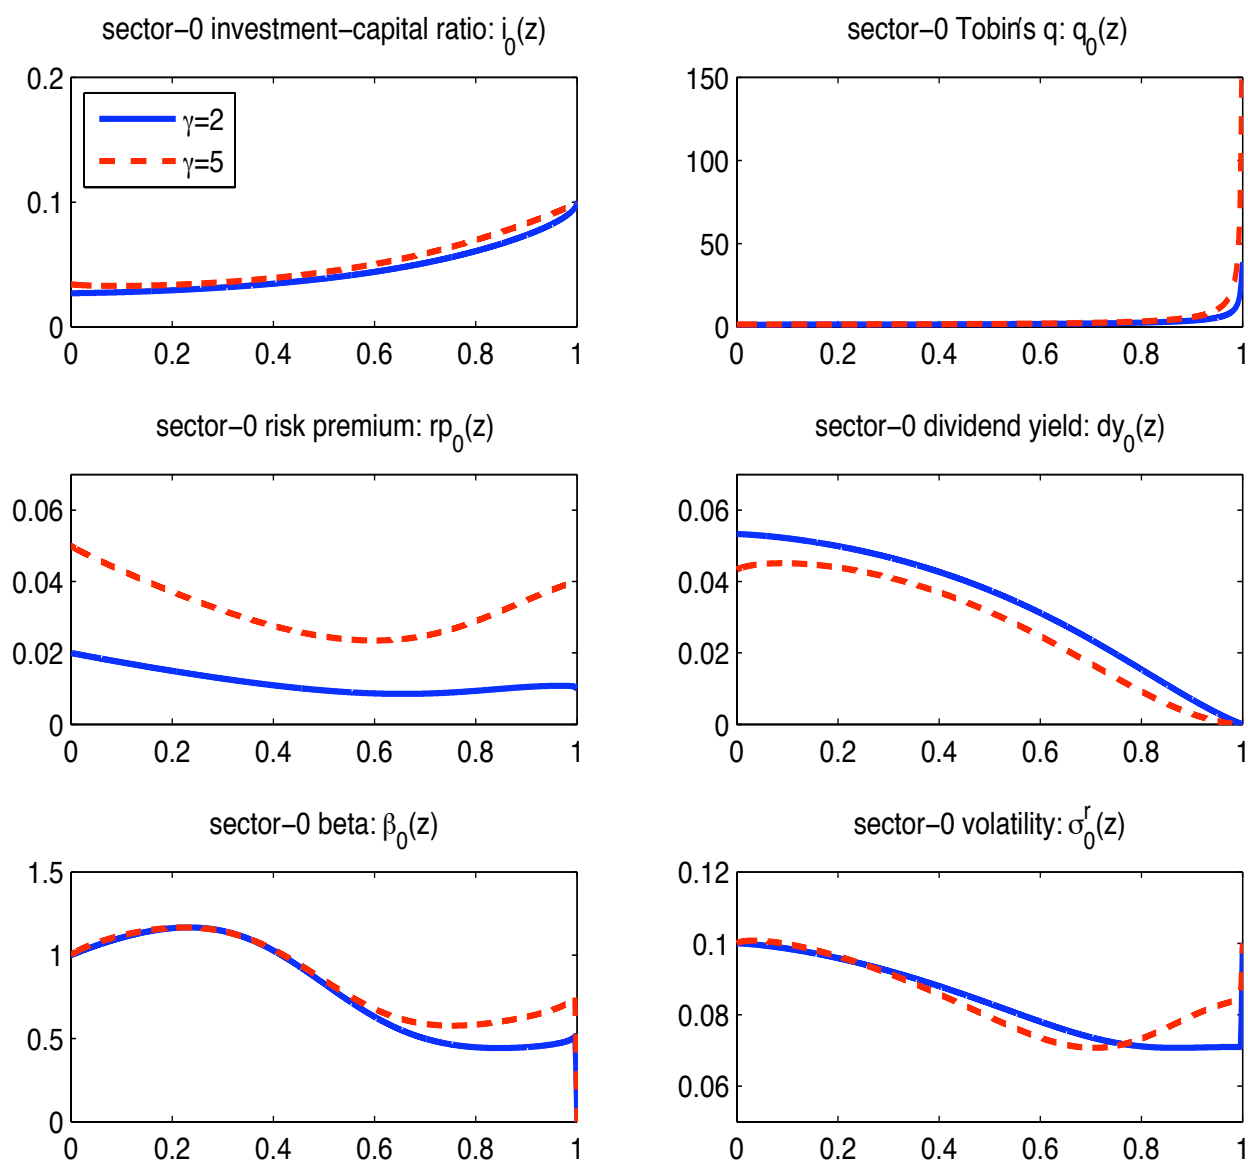 sector−0 investment−capital ratio: i₀(z)
0.2
0.1
0
γ=2
γ=5
0 0.2 0.4 0.6 0.8 1
sector−0 Tobin's q: q₀(z)
150
100
50
0
0 0.2 0.4 0.6 0.8 1
sector−0 risk premium: rp₀(z)
0.06
0.04
0.02
0
0 0.2 0.4 0.6 0.8 1
sector−0 dividend yield: dy₀(z)
0.06
0.04
0.02
0
0 0.2 0.4 0.6 0.8 1
sector−0 beta: β₀(z)
1.5
1
0.5
0
0 0.2 0.4 0.6 0.8 1
sector−0 volatility: σ₀ʳ(z)
0.12
0.1
0.08
0.06
0 0.2 0.4 0.6 0.8 1